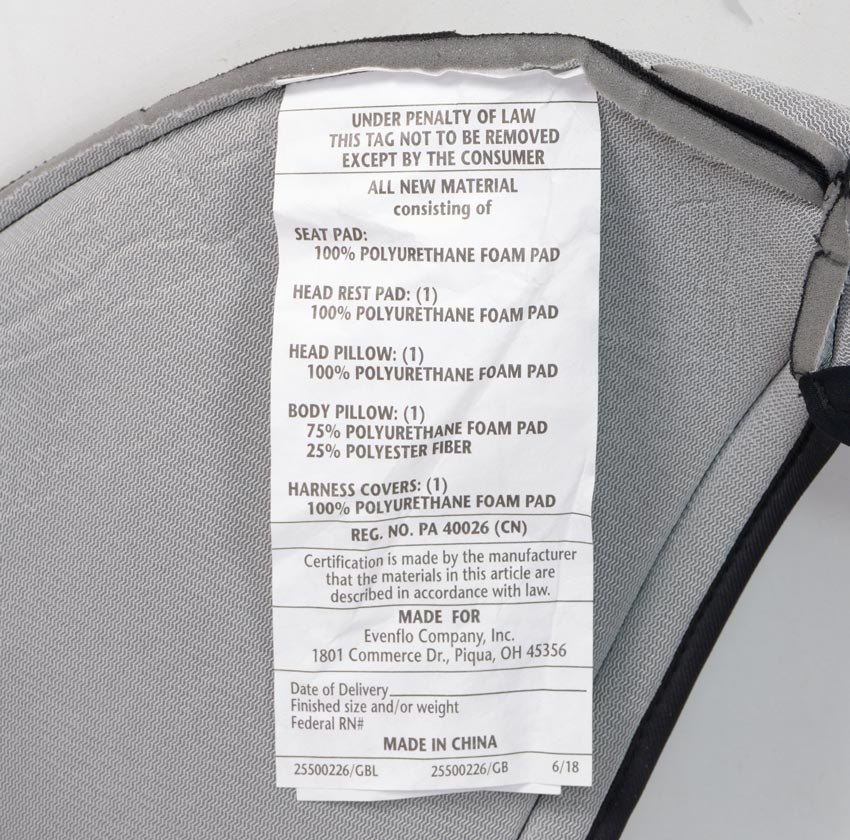 UNDER PENALTY OF LAW
THIS TAG NOT TO BE REMOVED
EXCEPT BY THE CONSUMER
ALL NEW MATERIAL
consisting of
SEAT PAD:
100% POLYURETHANE FOAM PAD
HEAD REST PAD: (1)
100% POLYURETHANE FOAM PAD
HEAD PILLOW: (1)
100% POLYURETHANE FOAM PAD
BODY PILLOW: (1)
75% POLYURETHANE FOAM PAD
25% POLYESTER FIBER
HARNESS COVERS: (1)
100% POLYURETHANE FOAM PAD
REG. NO. PA 40026 (CN)
Certification is made by the manufacturer
that the materials in this article are
described in accordance with law.
MADE FOR
Evenflo Company, Inc.
1801 Commerce Dr., Piqua, OH 45356
Date of Delivery
Finished size and/or weight
Federal RN#
MADE IN CHINA
25500226/GBL 25500226/GB 6/18